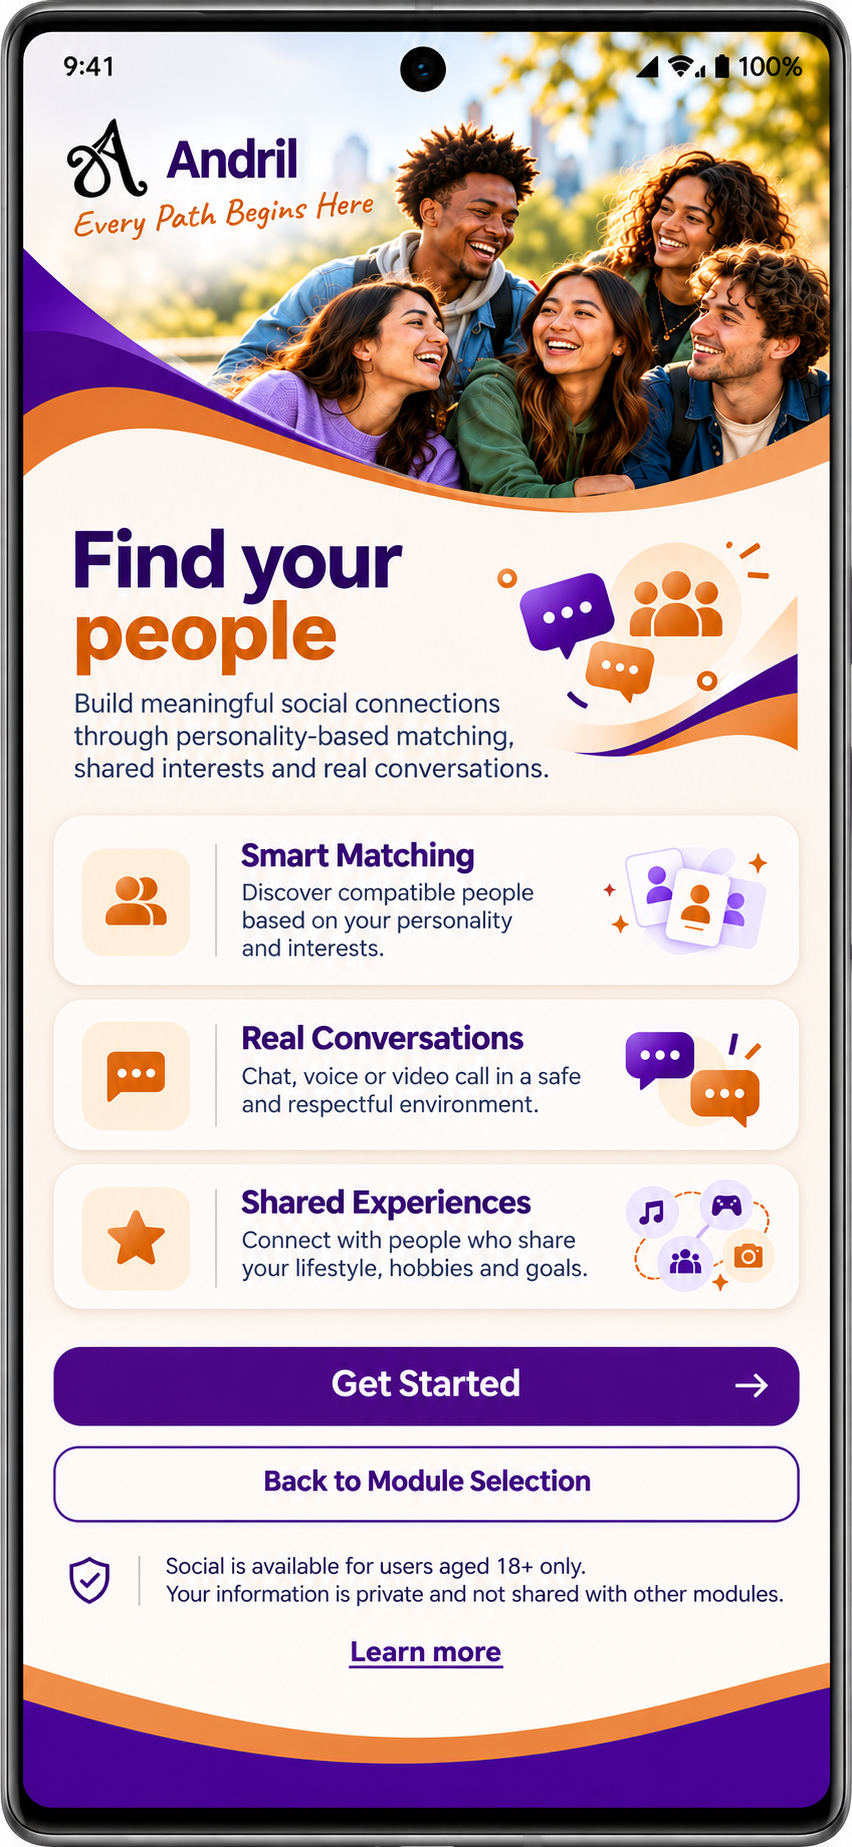 9:41
100%
Andril
Every Path Begins Here
Find your
people
Build meaningful social connections
through personality-based matching,
shared interests and real conversations.
Smart Matching
Discover compatible people
based on your personality
and interests.
Real Conversations
Chat, voice or video call in a safe
and respectful environment.
Shared Experiences
Connect with people who share
your lifestyle, hobbies and goals.
Get Started
Back to Module Selection
Social is available for users aged 18+ only.
Your information is private and not shared with other modules.
Learn more